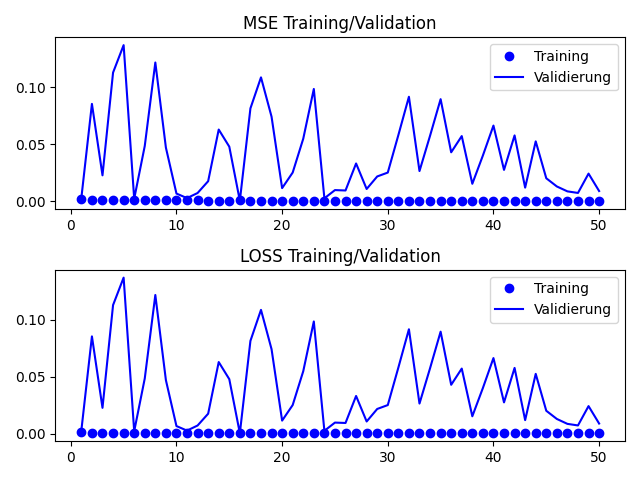 MSE Training/Validation
Training
Validierung
0.10
0.05
0.00
0 10 20 30 40 50
LOSS Training/Validation
Training
Validierung
0.10
0.05
0.00
0 10 20 30 40 50